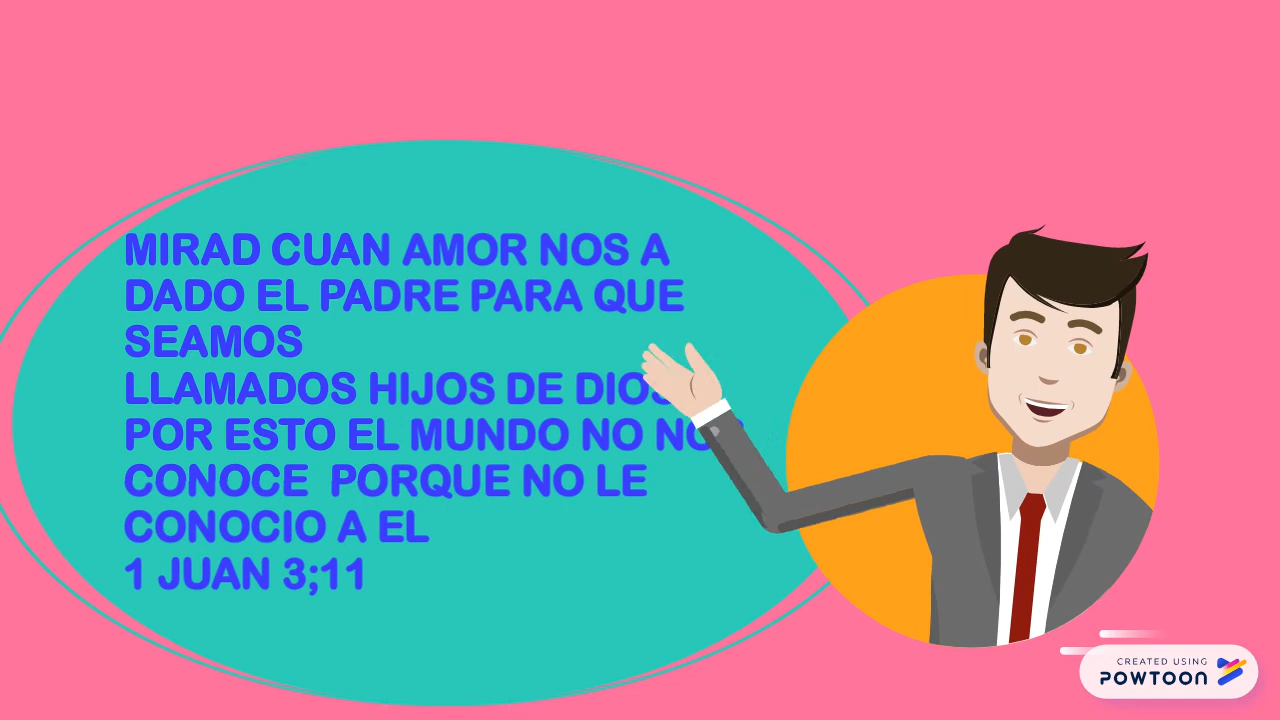 MIRAD CUAN AMOR NOS A
DADO EL PADRE PARA QUE
SEAMOS
LLAMADOS HIJOS DE DIOS
POR ESTO EL MUNDO NO NOS
CONOCE PORQUE NO LE
CONOCIO A EL
1 JUAN 3;11
CREATED USING
POWTOON